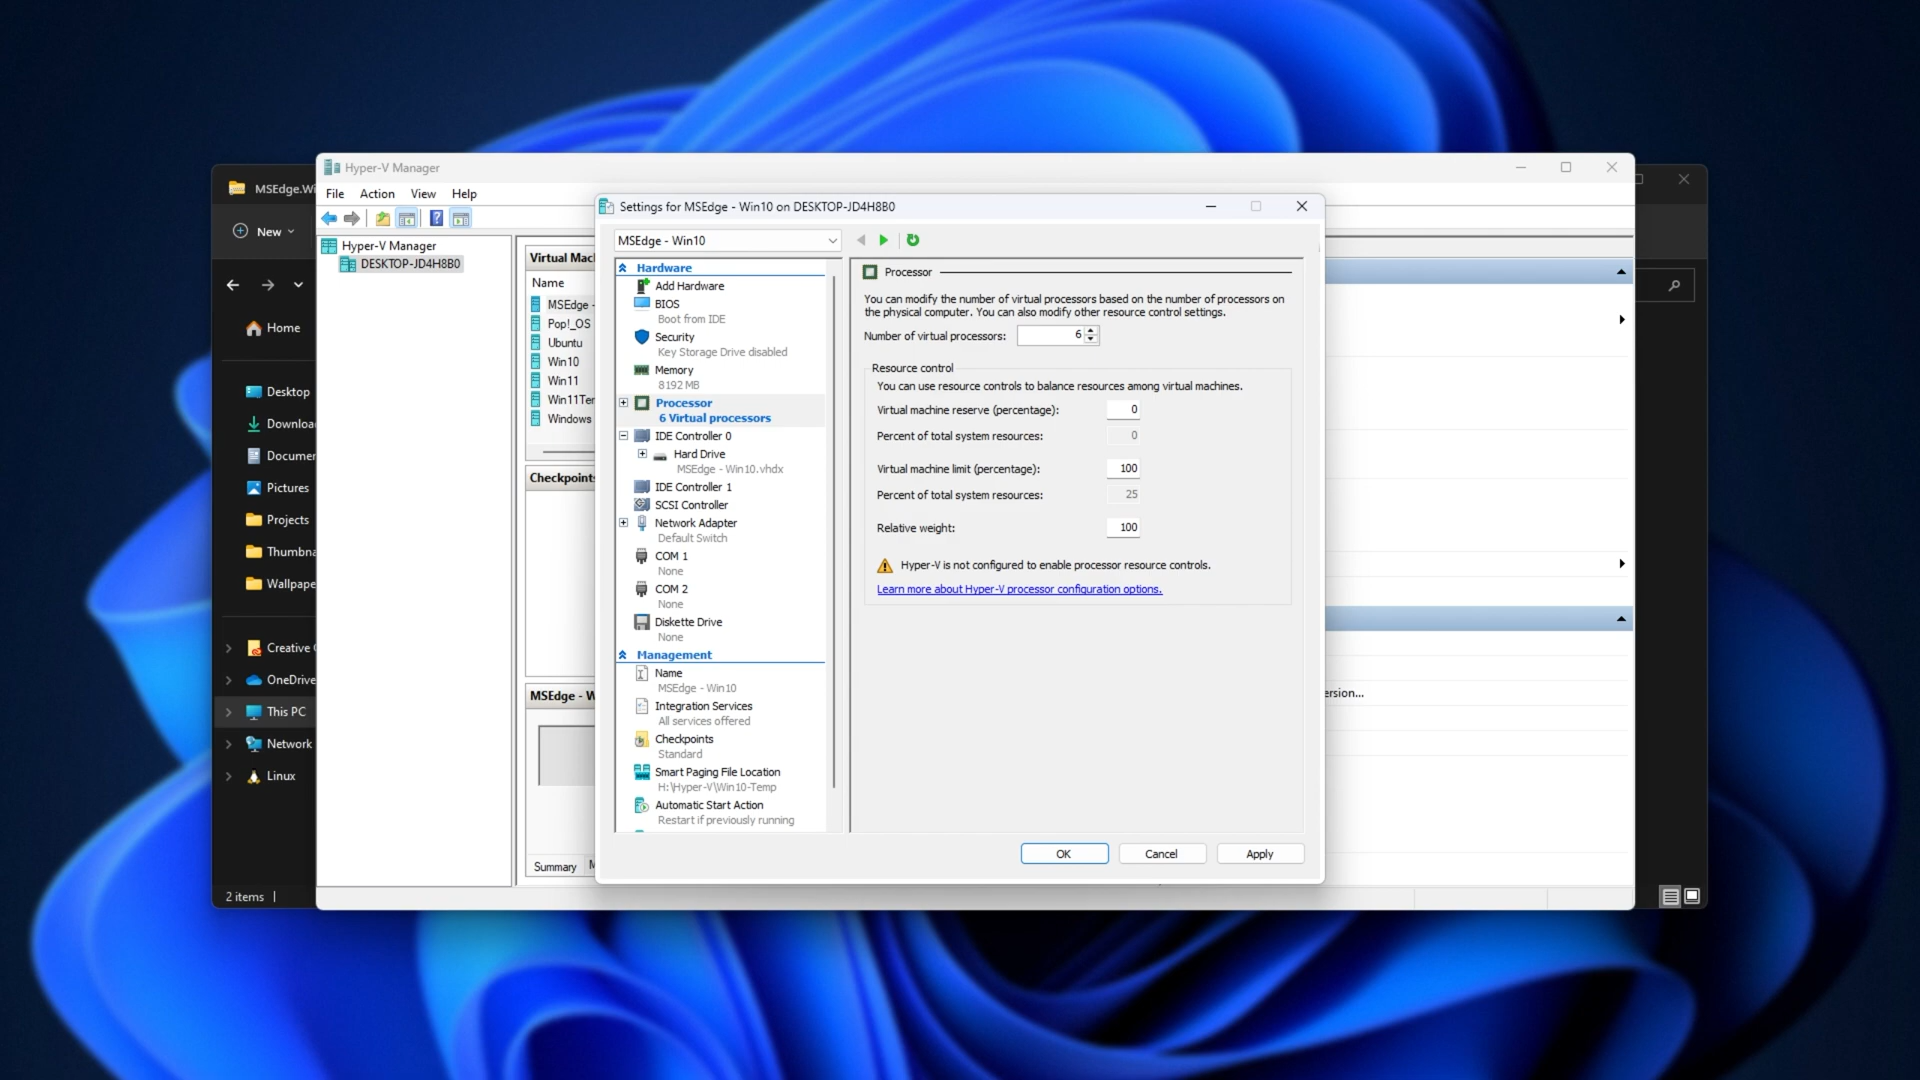 MSEdge.Wi
New
Home
Desktop
Downloa
Documer
Pictures
Projects
Thumbna
Wallpape
Creative
OneDrive
This PC
Network
Linux
2 items
Hyper-V Manager
File Action View Help
Hyper-V Manager
DESKTOP-JD4H8B0
Virtual Mac
Name
MSEdge -
Pop!_OS
Ubuntu
Win10
Win11
Win11Ter
Windows
Checkpoint
MSEdge - W
Summary
Settings for MSEdge - Win10 on DESKTOP-JD4H8B0
MSEdge - Win10
Hardware
Add Hardware
BIOS
Boot from IDE
Security
Key Storage Drive disabled
Memory
8192 MB
Processor
6 Virtual processors
IDE Controller 0
Hard Drive
MSEdge - Win10.vhdx
IDE Controller 1
SCSI Controller
Network Adapter
Default Switch
COM 1
None
COM 2
None
Diskette Drive
None
Management
Name
MSEdge - Win10
Integration Services
All services offered
Checkpoints
Standard
Smart Paging File Location
H:\Hyper-V\Win10-Temp
Automatic Start Action
Restart if previously running
Processor
You can modify the number of virtual processors based on the number of processors on
the physical computer. You can also modify other resource control settings.
Number of virtual processors: 6
Resource control
You can use resource controls to balance resources among virtual machines.
Virtual machine reserve (percentage): 0
Percent of total system resources: 0
Virtual machine limit (percentage): 100
Percent of total system resources: 25
Relative weight: 100
Hyper-V is not configured to enable processor resource controls.
Learn more about Hyper-V processor configuration options.
OK Cancel Apply
ersion...